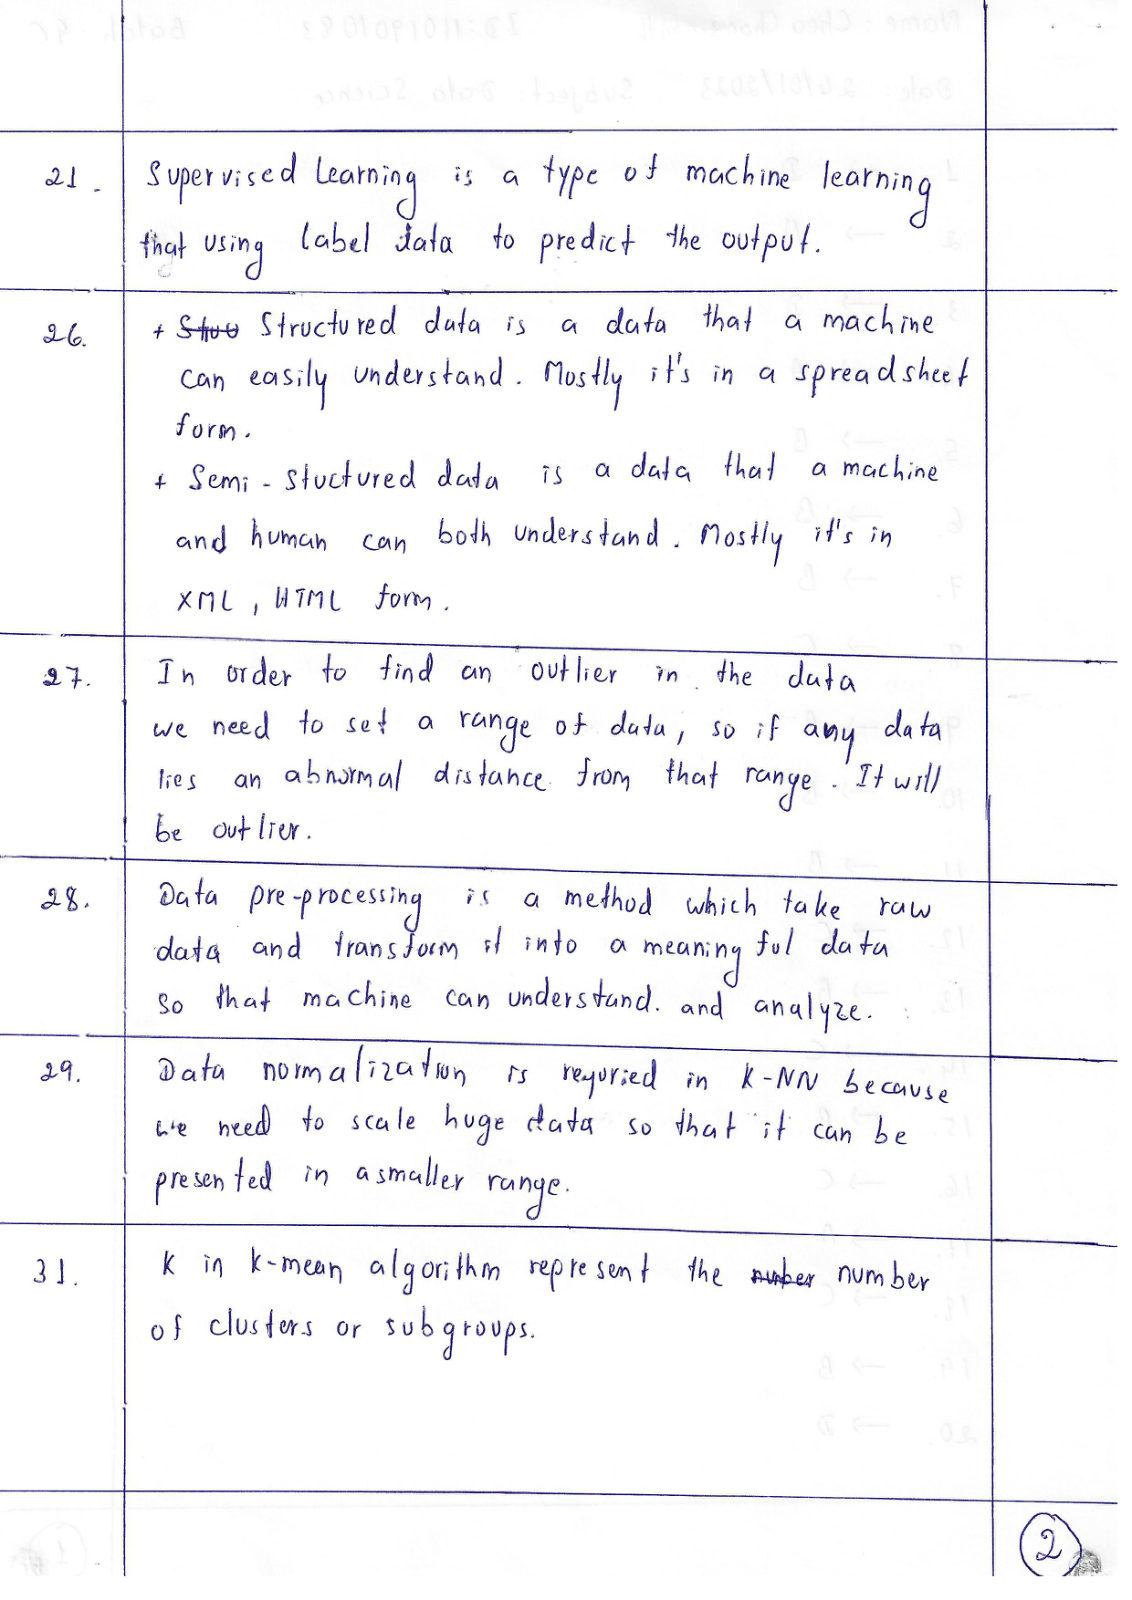 21. Supervised Learning is a type of machine learning
that using label data to predict the output.
26. + Structured data is a data that a machine
can easily understand. Mostly it's in a spreadsheet
form.
+ Semi-stuctured data is a data that a machine
and human can both understand. Mostly it's in
XML, HTML form.
27. In order to find an outlier in the data
we need to set a range of data, so if any data
lies an abnormal distance from that range. It will
be outlier.
28. Data pre-processing is a method which take raw
data and transform it into a meaningful data
so that machine can understand. and analyze.
29. Data normalization is requried in K-NN because
we need to scale huge data so that it can be
presented in a smaller range.
31. K in k-mean algorithm represent the number
of clusters or subgroups.
2